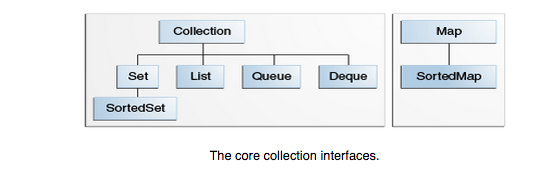 Collection
Map
Set
List
Queue
Deque
SortedMap
SortedSet
The core collection interfaces.